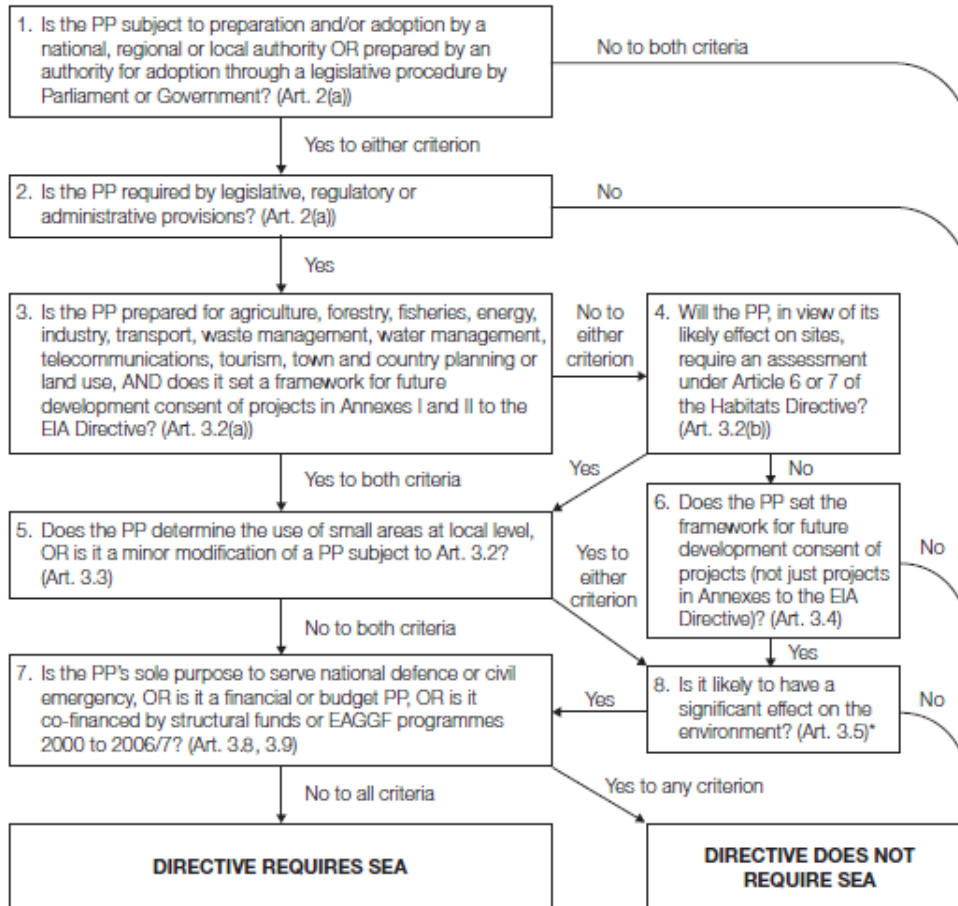 1. Is the PP subject to preparation and/or adoption by a
national, regional or local authority OR prepared by an
authority for adoption through a legislative procedure by
Parliament or Government? (Art. 2(a))
No to both criteria
Yes to either criterion
2. Is the PP required by legislative, regulatory or
administrative provisions? (Art. 2(a))
No
Yes
3. Is the PP prepared for agriculture, forestry, fisheries, energy,
industry, transport, waste management, water management,
telecommunications, tourism, town and country planning or
land use, AND does it set a framework for future
development consent of projects in Annexes I and II to the
EIA Directive? (Art. 3.2(a))
No to
either
criterion
4. Will the PP, in view of its
likely effect on sites,
require an assessment
under Article 6 or 7 of
the Habitats Directive?
(Art. 3.2(b))
Yes to both criteria
Yes
No
5. Does the PP determine the use of small areas at local level,
OR is it a minor modification of a PP subject to Art. 3.2?
(Art. 3.3)
Yes to
either
criterion
6. Does the PP set the
framework for future
development consent of
projects (not just projects
in Annexes to the EIA
Directive)? (Art. 3.4)
No
No to both criteria
Yes
7. Is the PP's sole purpose to serve national defence or civil
emergency, OR is it a financial or budget PP, OR is it
co-financed by structural funds or EAGGF programmes
2000 to 2006/7? (Art. 3.8, 3.9)
Yes
8. Is it likely to have a
significant effect on the
environment? (Art. 3.5)*
No
No to all criteria
Yes to any criterion
DIRECTIVE REQUIRES SEA
DIRECTIVE DOES NOT
REQUIRE SEA